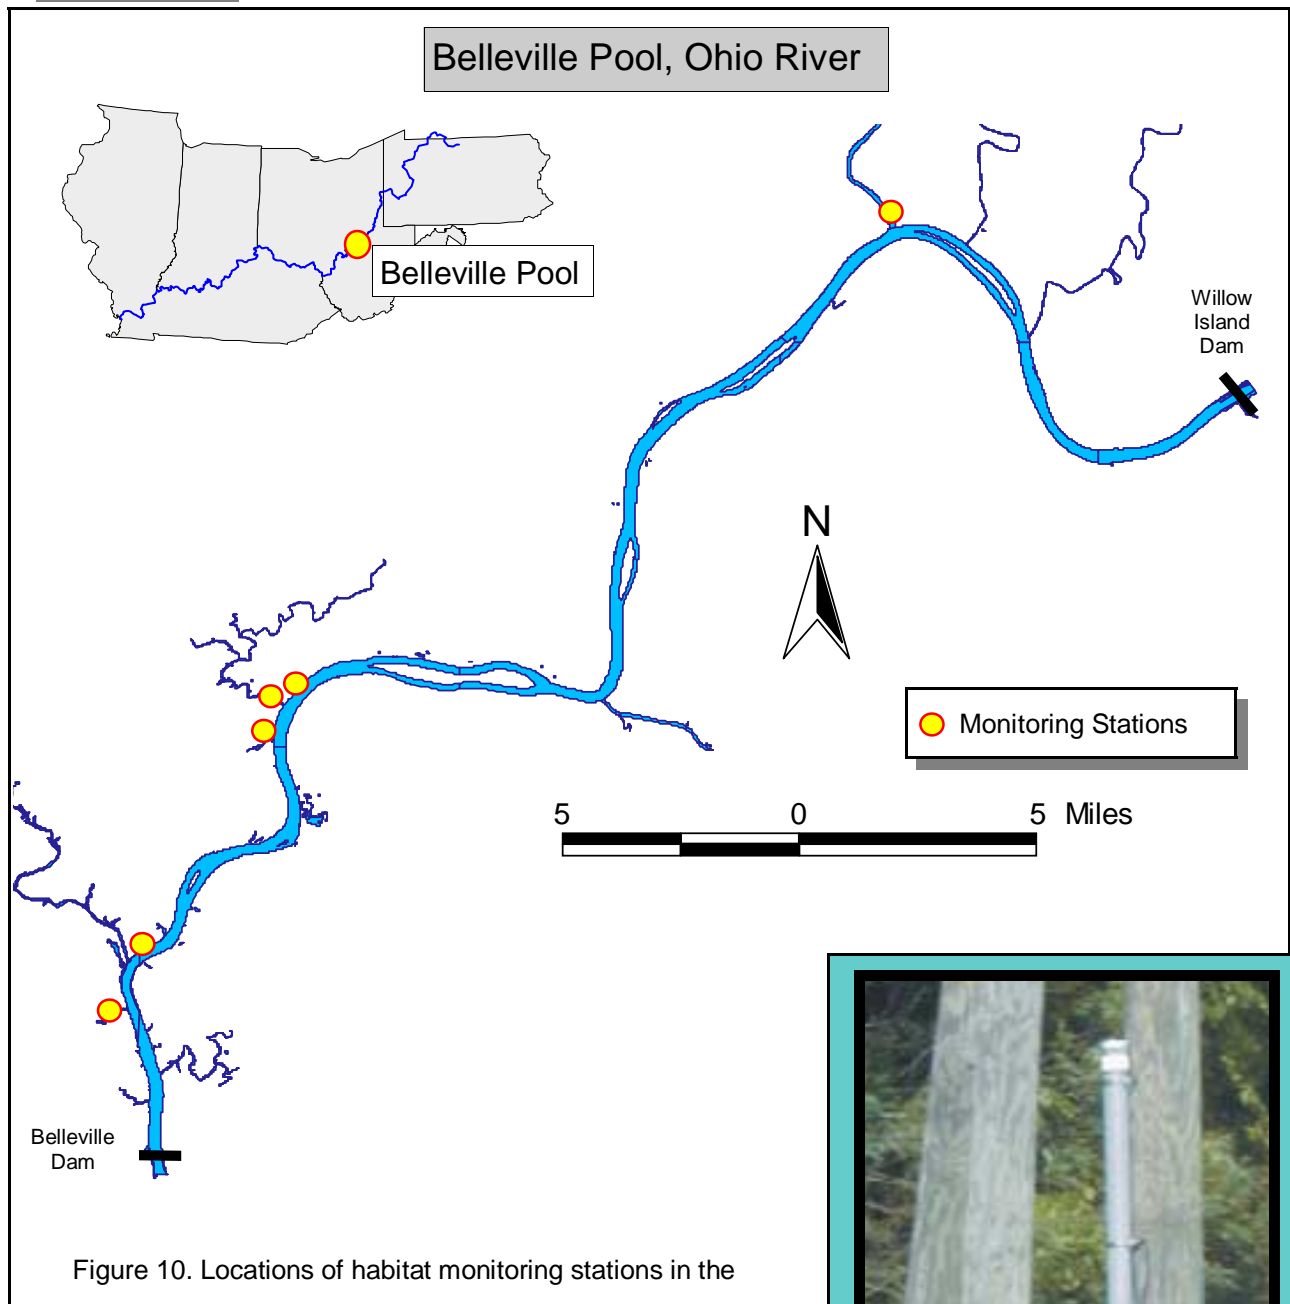 Belleville Pool, Ohio River
Belleville Pool
Willow
Island
Dam
N
Monitoring Stations
5 0 5 Miles
Belleville
Dam
Figure 10. Locations of habitat monitoring stations in the